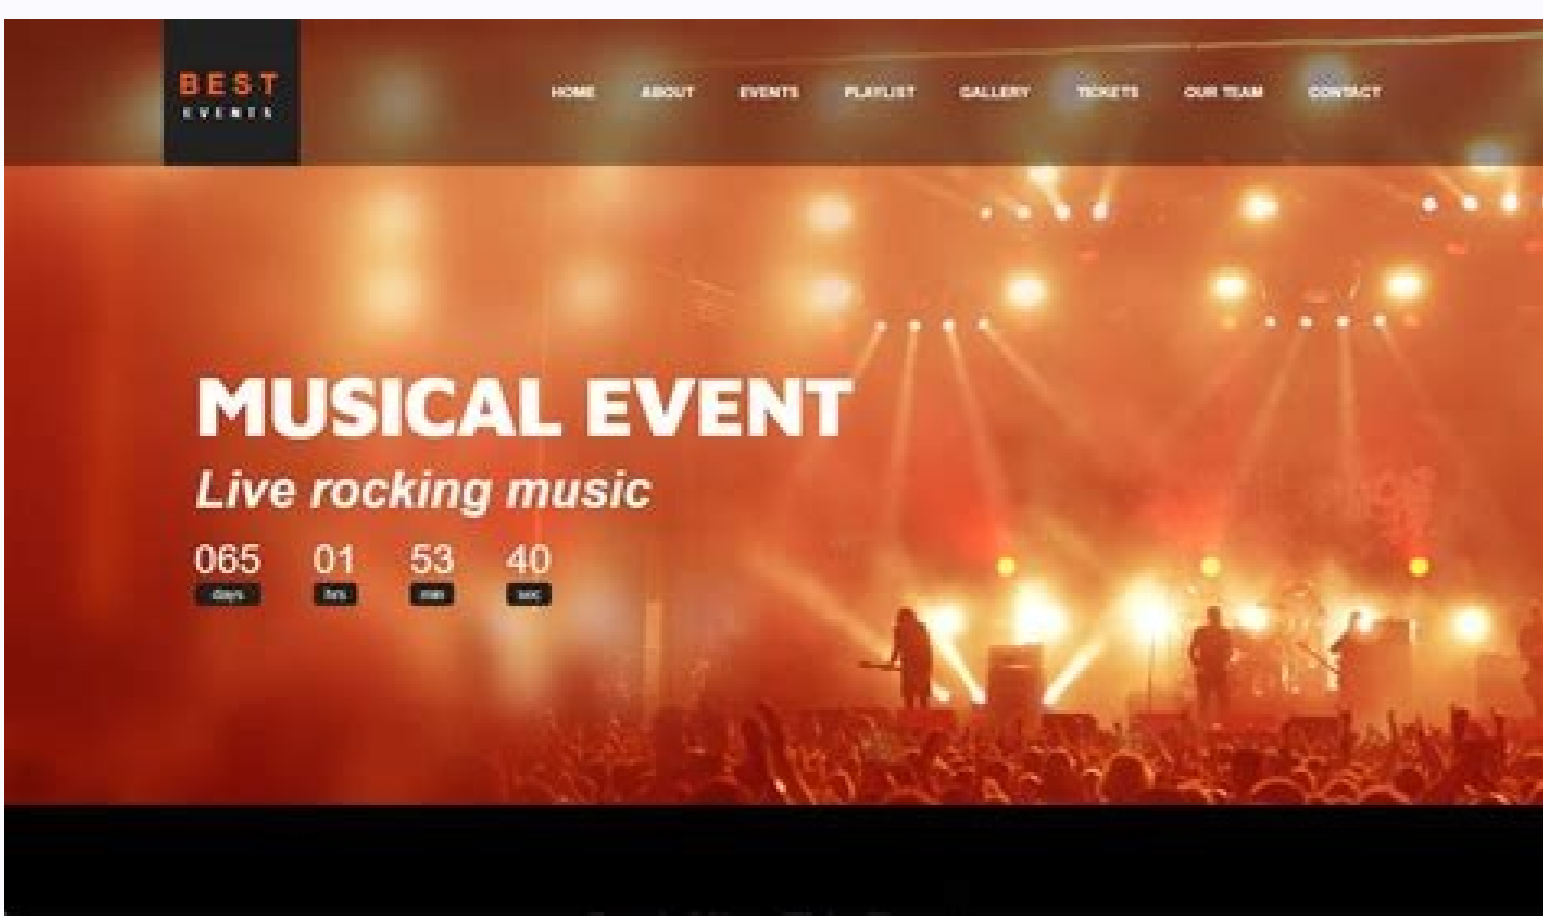 BEST
EVENTS
HOME ABOUT EVENTS PLAYLIST GALLERY TICKETS OUR TEAM CONTACT
MUSICAL EVENT
Live rocking music
065 01 53 40
days hrs min sec